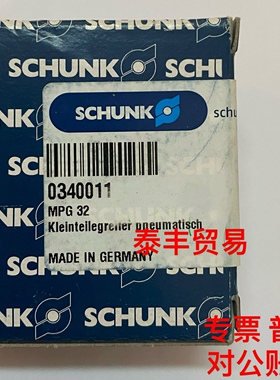 SCHUNK
SCHUNK
SCHUNK
schu
0340011
MPG 32
Kleinteilegreifer pneumatisch
泰丰贸易
MADE IN GERMANY
SCHUNK
SCHUNK
专票 普
对公账